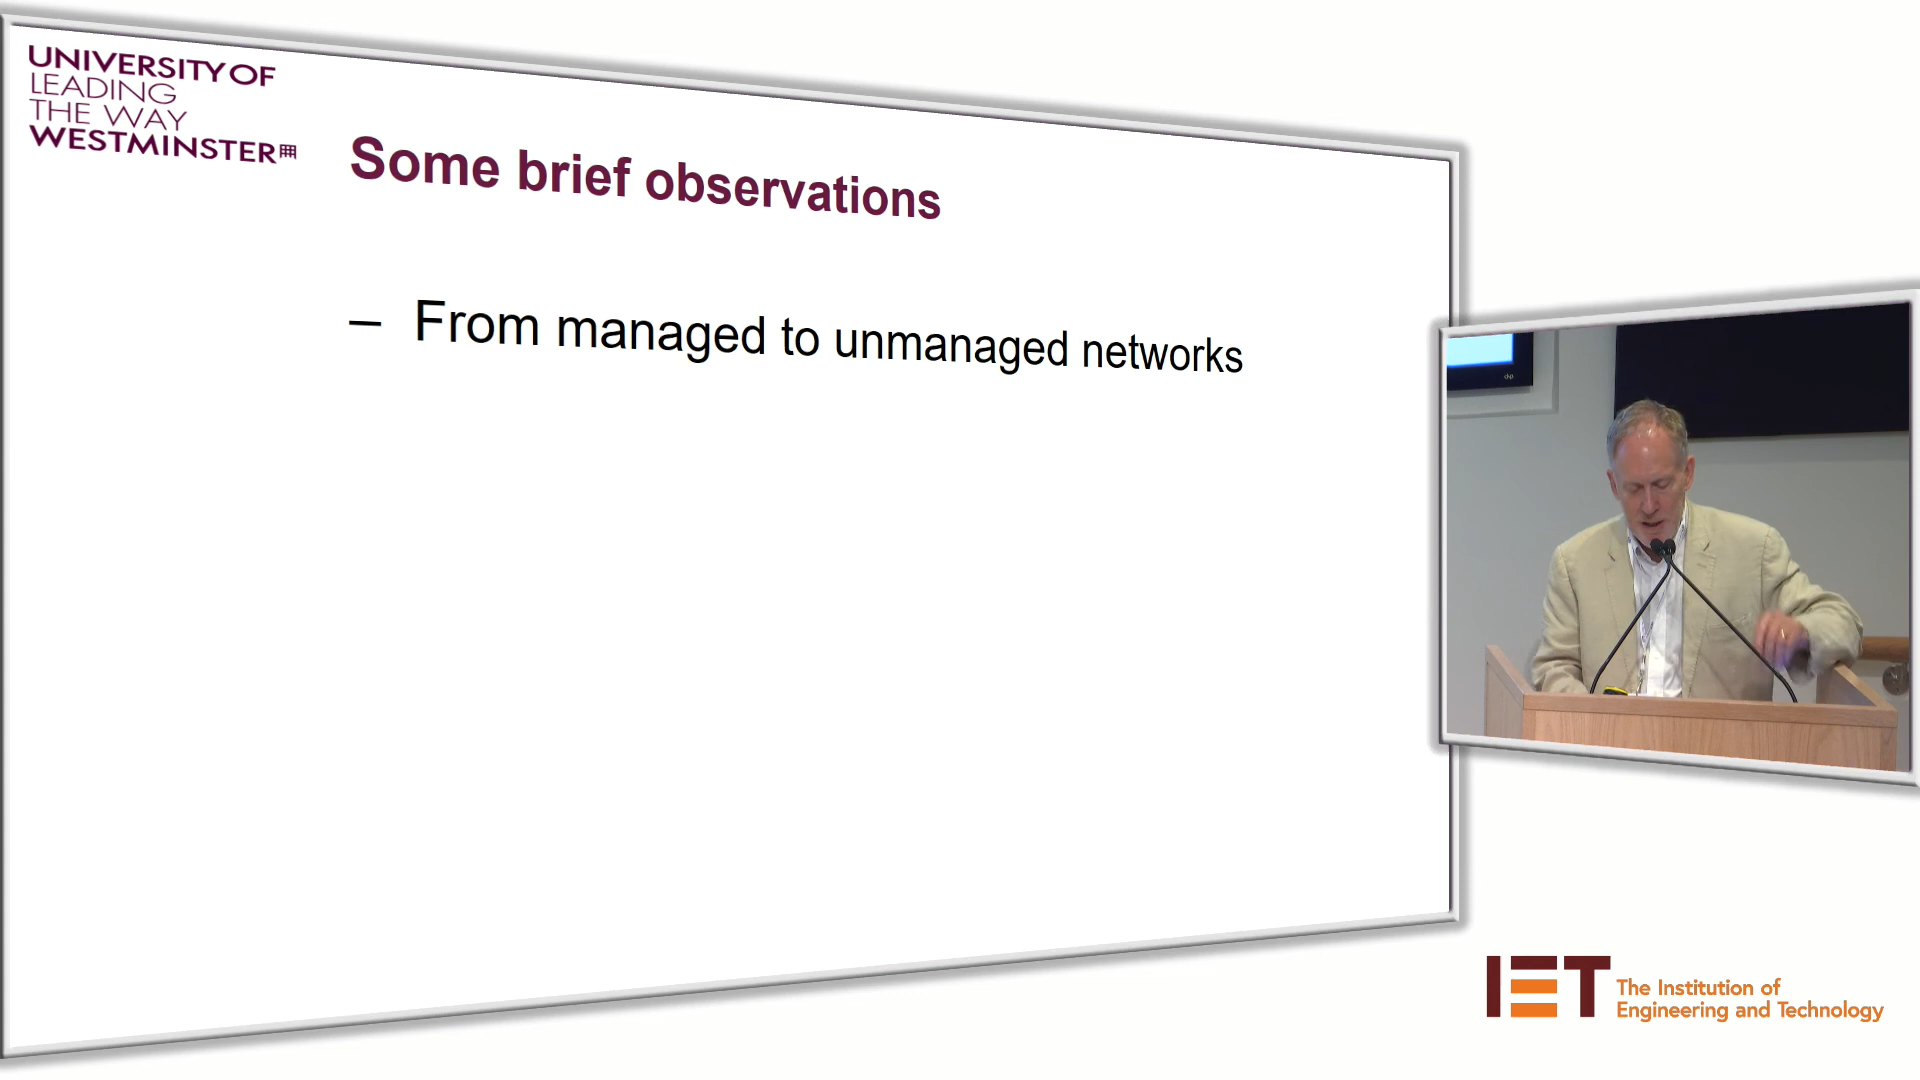 UNIVERSITY OF
LEADING
THE WAY
WESTMINSTER
Some brief observations
– From managed to unmanaged networks
IET The Institution of
Engineering and Technology